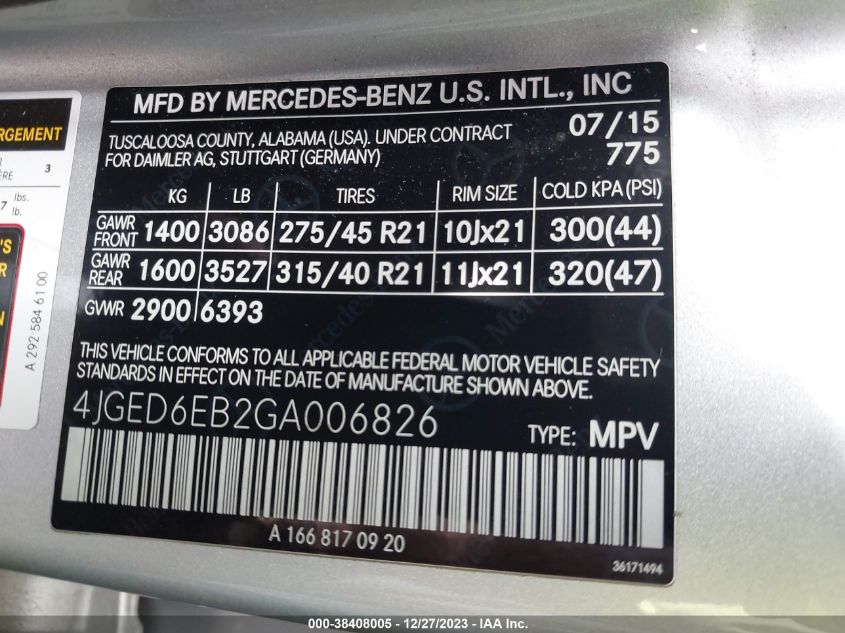 RGEMENT
3
7 lbs.
lb.
'S
R
N
A 292 584 61 00
MFD BY MERCEDES-BENZ U.S. INTL., INC
TUSCALOOSA COUNTY, ALABAMA (USA). UNDER CONTRACT
FOR DAIMLER AG, STUTTGART (GERMANY)
07/15
775
KG LB TIRES RIM SIZE COLD KPA (PSI)
GAWR FRONT 1400 3086 275/45 R21 10Jx21 300(44)
GAWR REAR 1600 3527 315/40 R21 11Jx21 320(47)
GVWR 2900 6393
THIS VEHICLE CONFORMS TO ALL APPLICABLE FEDERAL MOTOR VEHICLE SAFETY
STANDARDS IN EFFECT ON THE DATE OF MANUFACTURE SHOWN ABOVE.
4JGED6EB2GA006826
TYPE: MPV
A 166 817 09 20
36171494
000-38408005 - 12/27/2023 - IAA Inc.